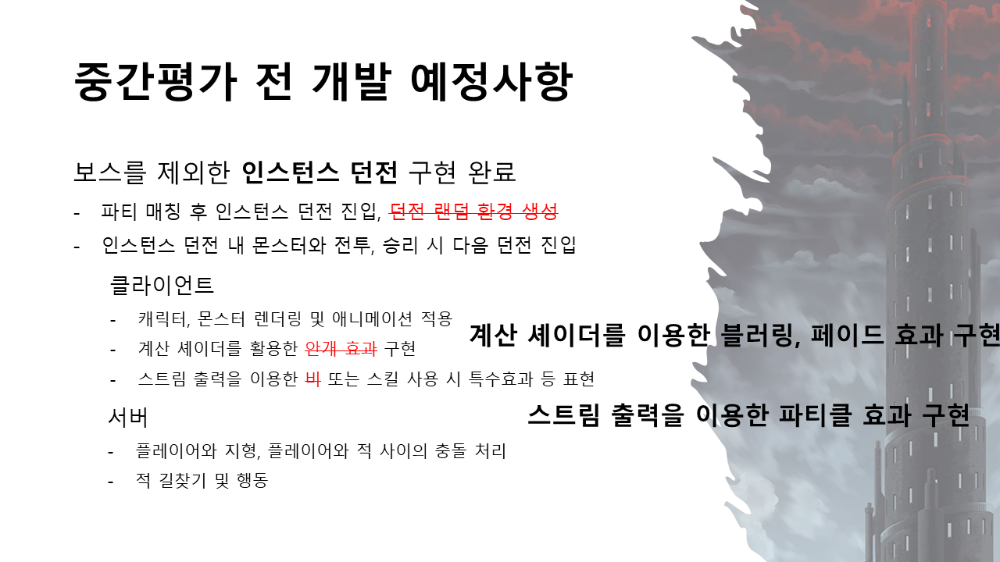 중간평가 전 개발 예정사항
보스를 제외한 인스턴스 던전 구현 완료
- 파티 매칭 후 인스턴스 던전 진입, 던전 랜덤 환경 생성
- 인스턴스 던전 내 몬스터와 전투, 승리 시 다음 던전 진입
클라이언트
- 캐릭터, 몬스터 렌더링 및 애니메이션 적용
계산 셰이더를 이용한 블러링, 페이드 효과 구현
- 계산 셰이더를 활용한 안개 효과 구현
- 스트림 출력을 이용한 비 또는 스킬 사용 시 특수효과 등 표현
스트림 출력을 이용한 파티클 효과 구현
서버
- 플레이어와 지형, 플레이어와 적 사이의 충돌 처리
- 적 길찾기 및 행동